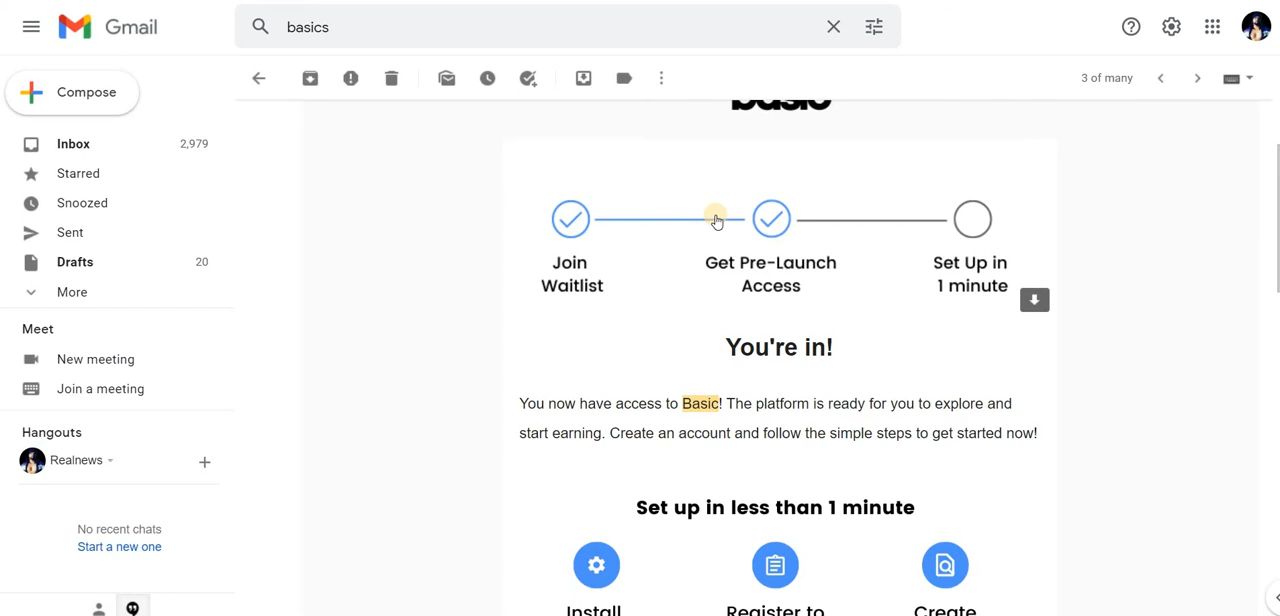 Gmail
basics
Compose
3 of many
Inbox 2,979
Starred
Snoozed
Sent
Drafts 20
More
Meet
New meeting
Join a meeting
Hangouts
Realnews
No recent chats
Start a new one
basic
Join
Waitlist
Get Pre-Launch
Access
Set Up in
1 minute
You're in!
You now have access to Basic! The platform is ready for you to explore and
start earning. Create an account and follow the simple steps to get started now!
Set up in less than 1 minute
Install
Register to
Create